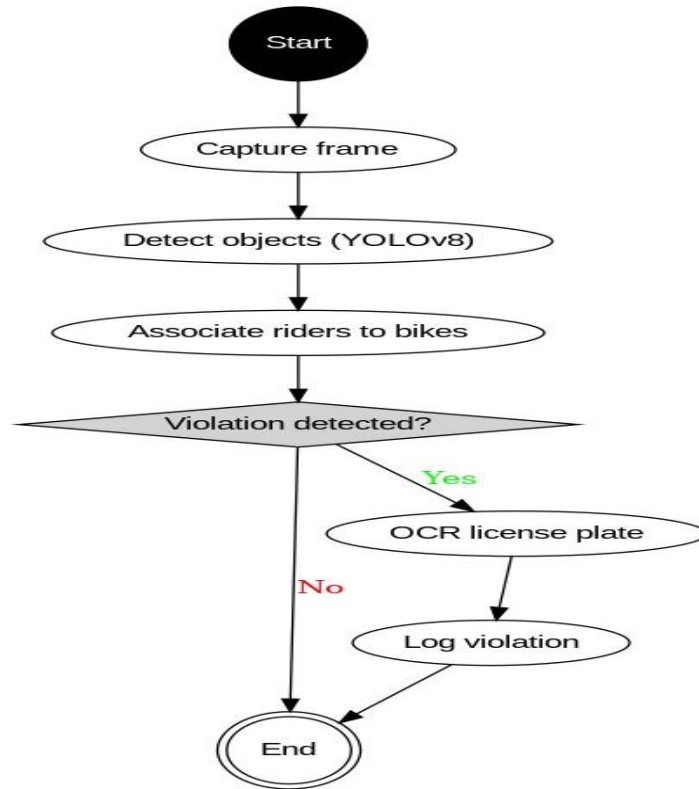 Start
Capture frame
Detect objects (YOLOv8)
Associate riders to bikes
Violation detected?
Yes
OCR license plate
No
Log violation
End